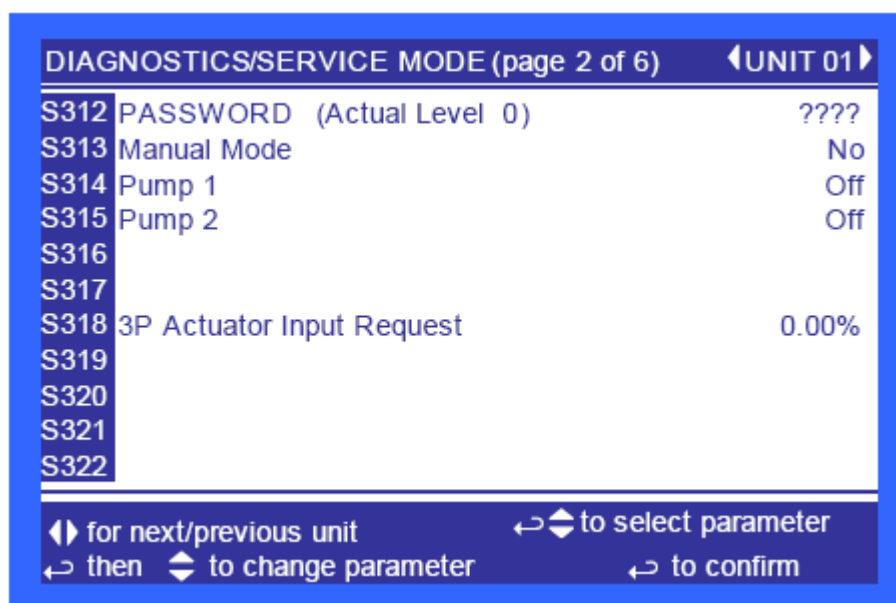 DIAGNOSTICS/SERVICE MODE (page 2 of 6) UNIT 01
S312 PASSWORD (Actual Level 0) ????
S313 Manual Mode No
S314 Pump 1 Off
S315 Pump 2 Off
S316
S317
S318 3P Actuator Input Request 0.00%
S319
S320
S321
S322
for next/previous unit to select parameter
then to change parameter to confirm